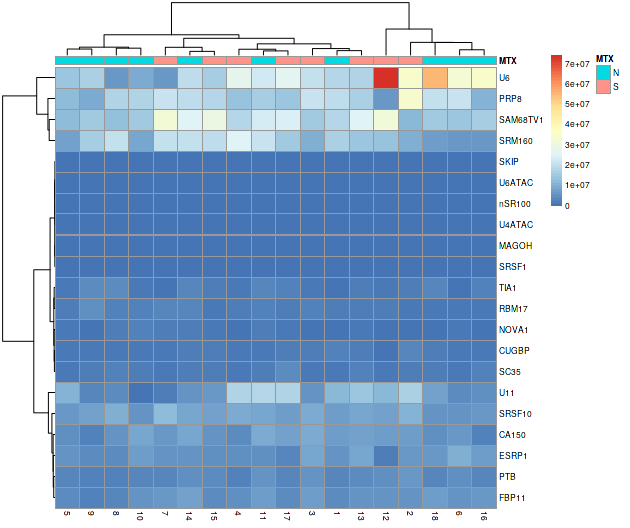 MTX
U6
PRP8
SAM68TV1
SRM160
SKIP
U6ATAC
nSR100
U4ATAC
MAGOH
SRSF1
TIA1
RBM17
NOVA1
CUGBP
SC35
U11
SRSF10
CA150
ESRP1
PTB
FBP11
5 9 8 10 7 14 15 4 11 17 3 1 13 12 2 18 6 16
7e+07
6e+07
5e+07
4e+07
3e+07
2e+07
1e+07
0
MTX
N
S